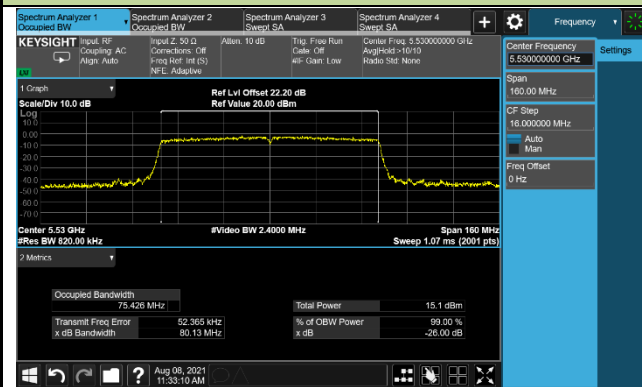 Spectrum Analyzer 1
Occupied BW
Spectrum Analyzer 2
Occupied BW
Spectrum Analyzer 3
Swept SA
Spectrum Analyzer 4
Swept SA
+
Frequency
KEYSIGHT
Input: RF
Coupling: AC
Align: Auto
Input Z: 50 Ω
Corrections: Off
Freq Ref: Int (S)
NFE: Adaptive
Atten: 10 dB
Trig: Free Run
Gate: Off
#IF Gain: Low
Center Freq: 5.530000000 GHz
Avg|Hold:>10/10
Radio Std: None
Center Frequency
5.530000000 GHz
Settings
Span
160.00 MHz
CF Step
16.000000 MHz
Auto
Man
Freq Offset
0 Hz
1 Graph
Scale/Div 10.0 dB
Ref Lvl Offset 22.20 dB
Ref Value 20.00 dBm
Log
10.0
0.00
-10.0
-20.0
-30.0
-40.0
-50.0
-60.0
-70.0
Center 5.53 GHz
#Res BW 820.00 kHz
#Video BW 2.4000 MHz
Span 160 MHz
Sweep 1.07 ms (2001 pts)
2 Metrics
Occupied Bandwidth
75.426 MHz
Total Power 15.1 dBm
Transmit Freq Error 52.365 kHz
% of OBW Power 99.00 %
x dB Bandwidth 80.13 MHz
x dB -26.00 dB
?
Aug 08, 2021
11:33:10 AM